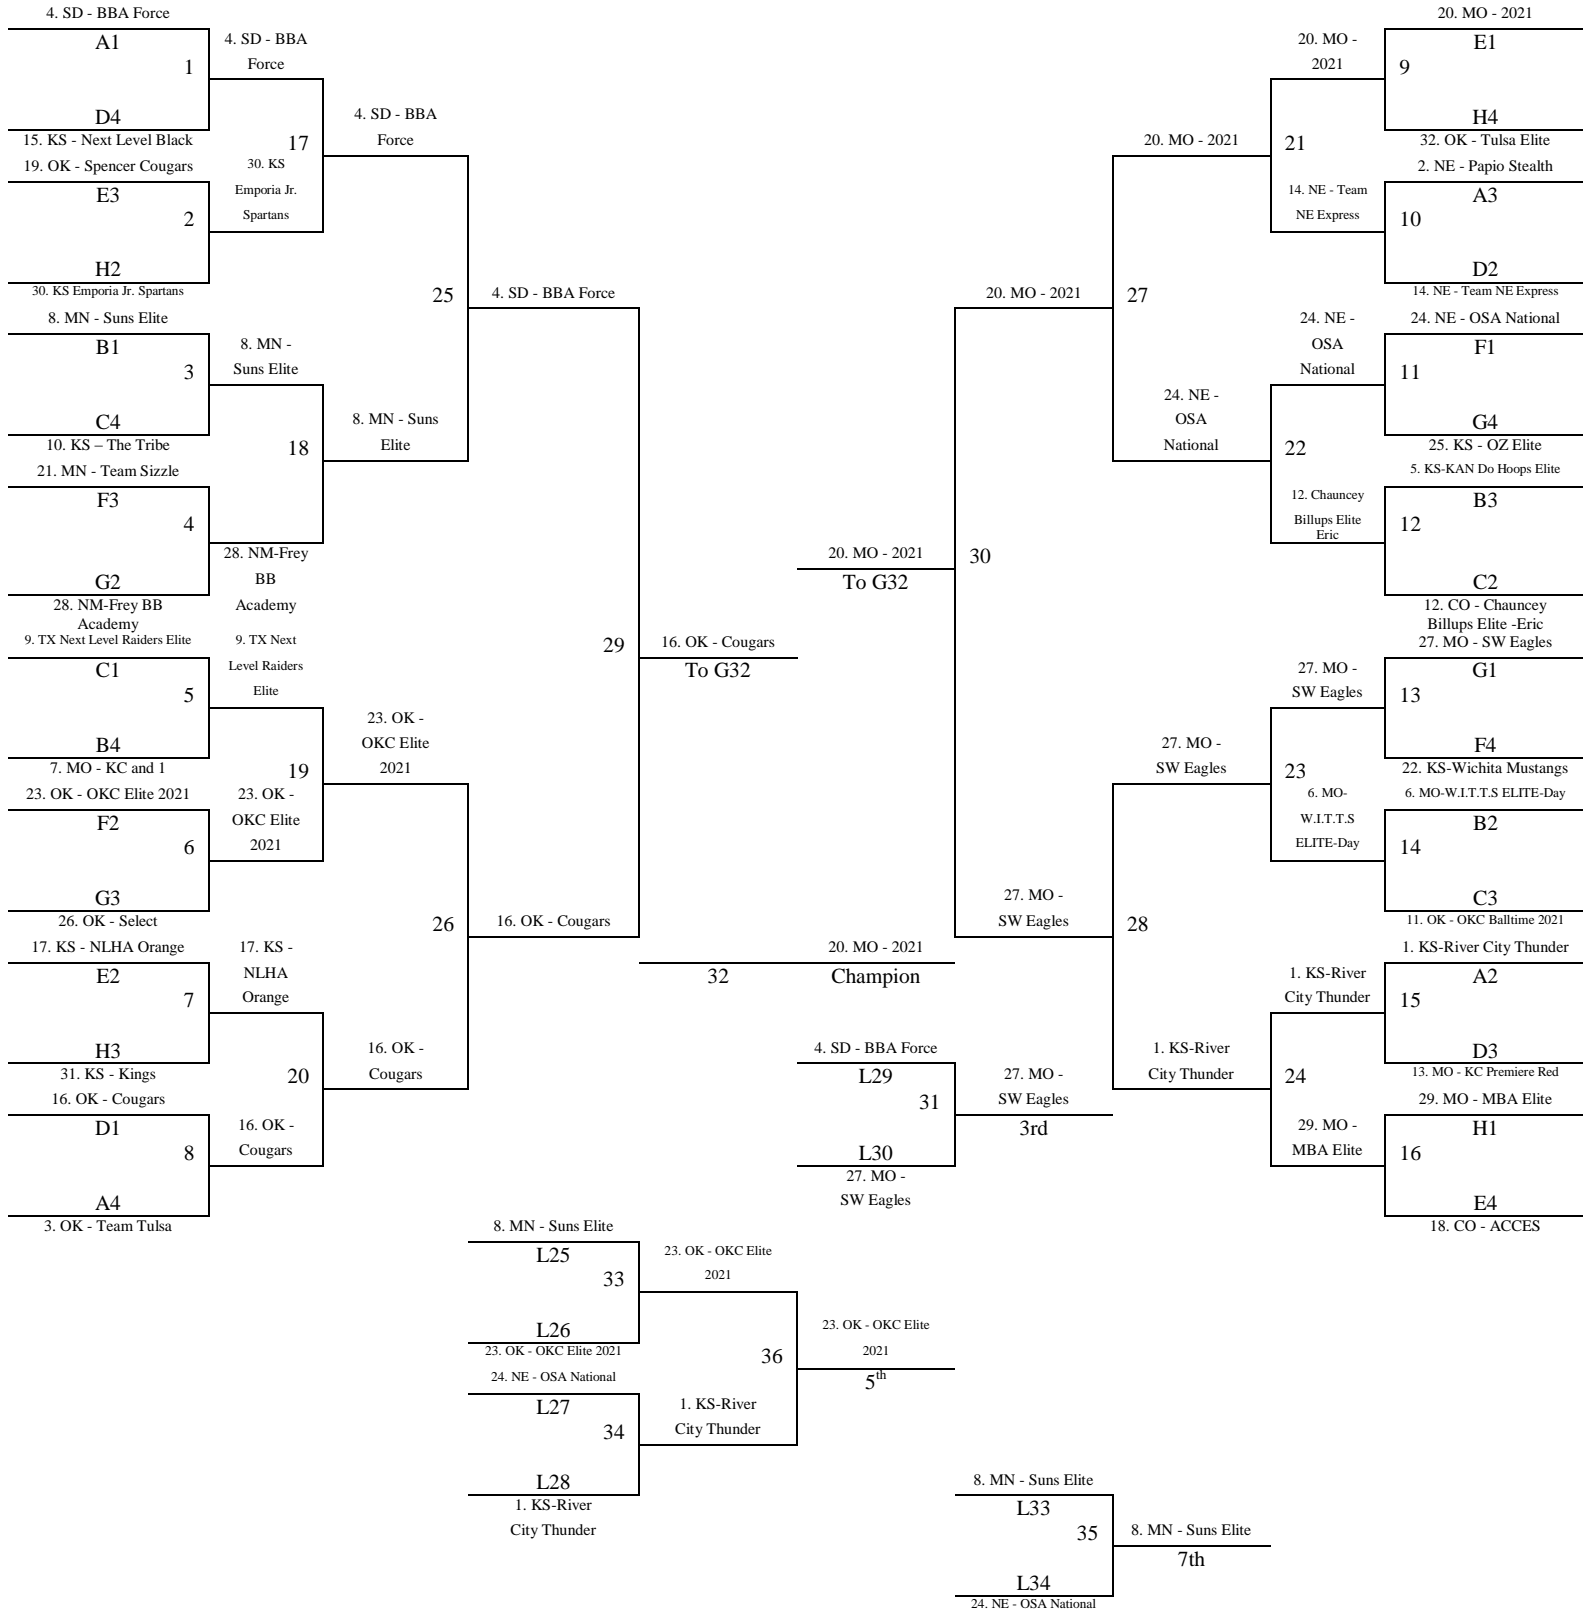 4. SD - BBA Force
A1
1
D4
15. KS - Next Level Black
19. OK - Spencer Cougars
E3
2
H2
30. KS Emporia Jr. Spartans
8. MN - Suns Elite
B1
3
C4
10. KS – The Tribe
21. MN - Team Sizzle
F3
4
G2
28. NM-Frey BB
Academy
9. TX Next Level Raiders Elite
C1
5
B4
7. MO - KC and 1
23. OK - OKC Elite 2021
F2
6
G3
26. OK - Select
17. KS - NLHA Orange
E2
7
H3
31. KS - Kings
16. OK - Cougars
D1
8
A4
3. OK - Team Tulsa
4. SD - BBA
Force
17
30. KS
Emporia Jr.
Spartans
8. MN -
Suns Elite
18
28. NM-Frey
BB
Academy
9. TX Next
Level Raiders
Elite
19
23. OK -
OKC Elite
2021
17. KS -
NLHA
Orange
20
16. OK -
Cougars
4. SD - BBA
Force
25
8. MN - Suns
Elite
23. OK -
OKC Elite
2021
26
16. OK -
Cougars
4. SD - BBA Force
29
16. OK - Cougars
16. OK - Cougars
To G32
20. MO - 2021
To G32
30
20. MO - 2021
32
Champion
20. MO - 2021
27. MO -
SW Eagles
4. SD - BBA Force
L29
31
L30
27. MO -
SW Eagles
27. MO -
SW Eagles
3rd
20. MO - 2021
27
24. NE -
OSA
National
27. MO -
SW Eagles
28
1. KS-River
City Thunder
20. MO -
2021
21
14. NE - Team
NE Express
24. NE -
OSA
National
22
12. Chauncey
Billups Elite
Eric
27. MO -
SW Eagles
23
6. MO-
W.I.T.T.S
ELITE-Day
1. KS-River
City Thunder
24
29. MO -
MBA Elite
20. MO - 2021
E1
9
H4
32. OK - Tulsa Elite
2. NE - Papio Stealth
A3
10
D2
14. NE - Team NE Express
24. NE - OSA National
F1
11
G4
25. KS - OZ Elite
5. KS-KAN Do Hoops Elite
B3
12
C2
12. CO - Chauncey
Billups Elite -Eric
27. MO - SW Eagles
G1
13
F4
22. KS-Wichita Mustangs
6. MO-W.I.T.T.S ELITE-Day
B2
14
C3
11. OK - OKC Balltime 2021
1. KS-River City Thunder
A2
15
D3
13. MO - KC Premiere Red
29. MO - MBA Elite
H1
16
E4
18. CO - ACCES
8. MN - Suns Elite
L25
33
L26
23. OK - OKC Elite 2021
24. NE - OSA National
L27
34
L28
1. KS-River
City Thunder
23. OK - OKC Elite
2021
36
1. KS-River
City Thunder
23. OK - OKC Elite
2021
5th
8. MN - Suns Elite
L33
35
L34
24. NE - OSA National
8. MN - Suns Elite
7th